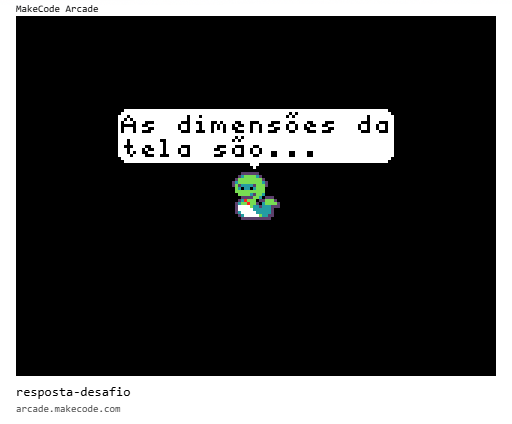 MakeCode Arcade
As dimensões da
tela são...
resposta-desafio
arcade.makecode.com